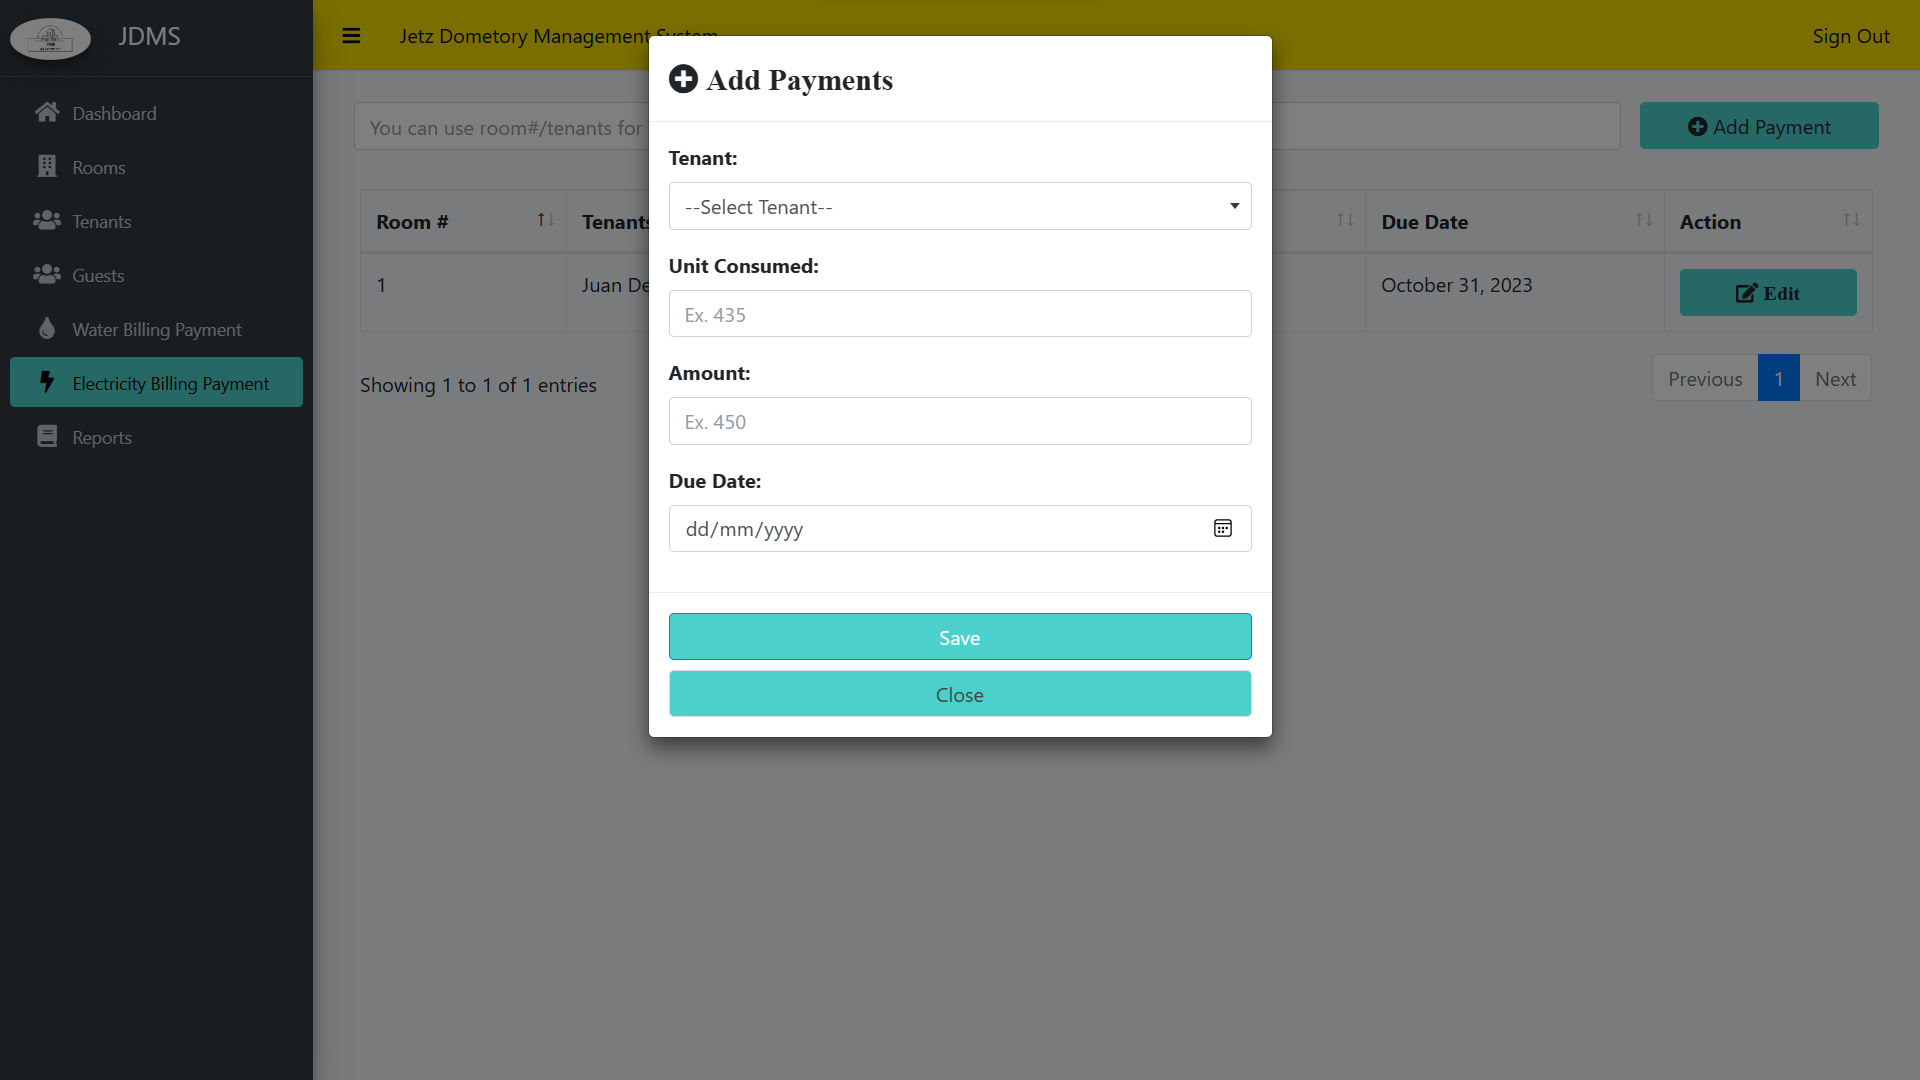 JDMS
Jetz Dometory Management System
Sign Out
Dashboard
Rooms
Tenants
Guests
Water Billing Payment
Electricity Billing Payment
Reports
You can use room#/tenants for
Add Payment
Room #
Tenants
Due Date
Action
1
Juan De
October 31, 2023
Edit
Showing 1 to 1 of 1 entries
Previous
1
Next
Add Payments
Tenant:
--Select Tenant--
Unit Consumed:
Ex. 435
Amount:
Ex. 450
Due Date:
dd/mm/yyyy
Save
Close